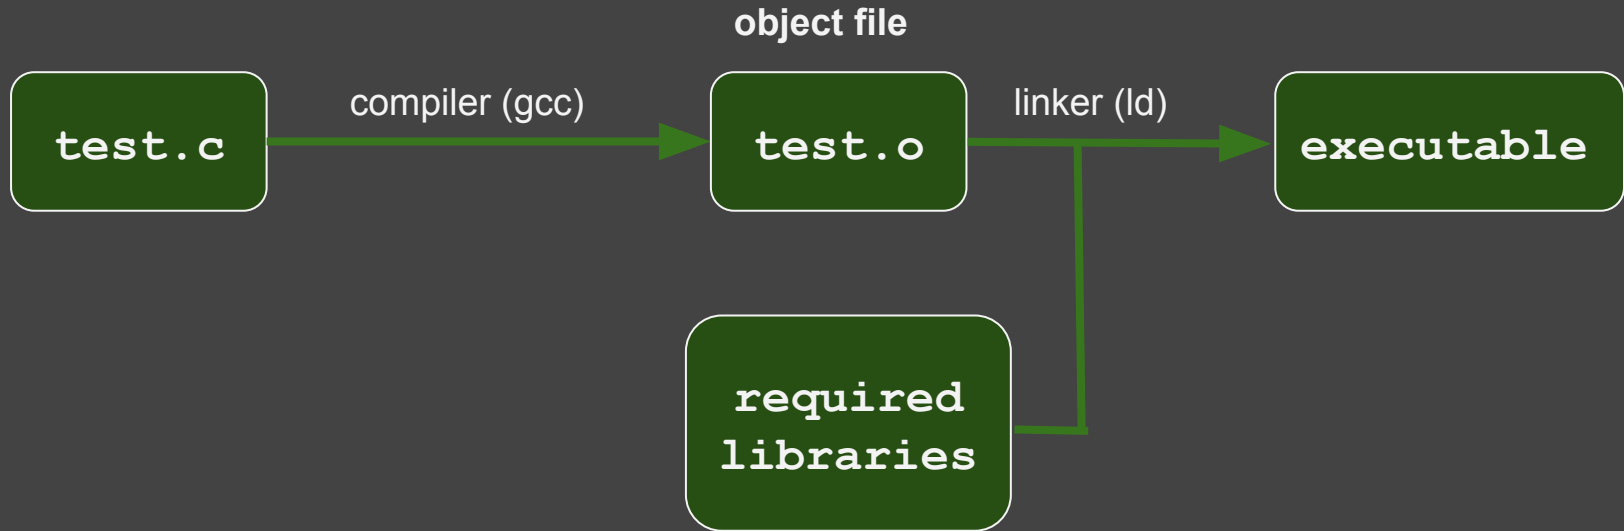 object file
compiler (gcc)
linker (ld)
test.c
test.o
executable
required
libraries